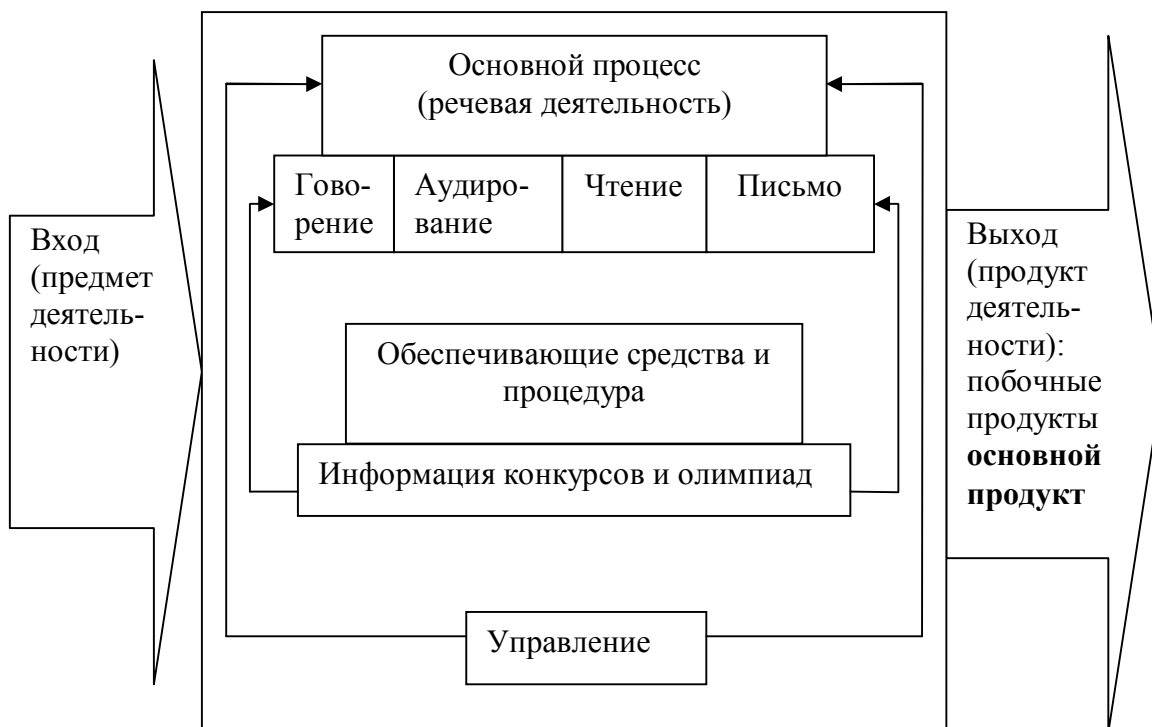 Основной процесс
(речевая деятельность)
Гово-
рение
Аудиро-
вание
Чтение
Письмо
Вход
(предмет
деятель-
ности)
Обеспечивающие средства и
процедура
Информация конкурсов и олимпиад
Управление
Выход
(продукт
деятель-
ности):
побочные
продукты
основной
продукт